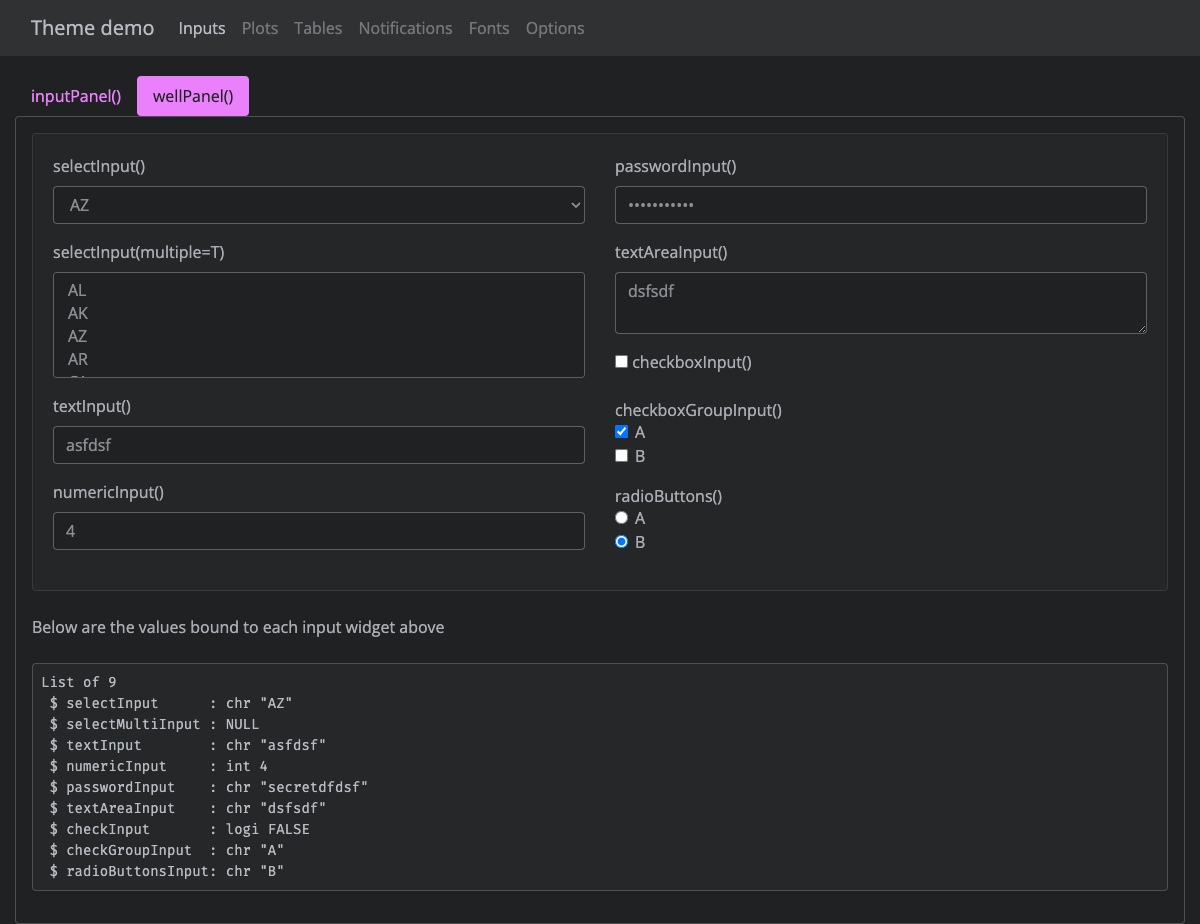 Theme demo Inputs Plots Tables Notifications Fonts Options
inputPanel() wellPanel()
selectInput()
AZ
selectInput(multiple=T)
AL
AK
AZ
AR
textInput()
asfdsf
numericInput()
4
passwordInput()
•••••••••••
textAreaInput()
dsfsdf
checkboxInput()
checkboxGroupInput()
A
B
radioButtons()
A
B
Below are the values bound to each input widget above
List of 9
 $ selectInput      : chr "AZ"
 $ selectMultiInput : NULL
 $ textInput        : chr "asfdsf"
 $ numericInput     : int 4
 $ passwordInput    : chr "secretdfdsf"
 $ textAreaInput    : chr "dsfsdf"
 $ checkInput       : logi FALSE
 $ checkGroupInput  : chr "A"
 $ radioButtonsInput: chr "B"